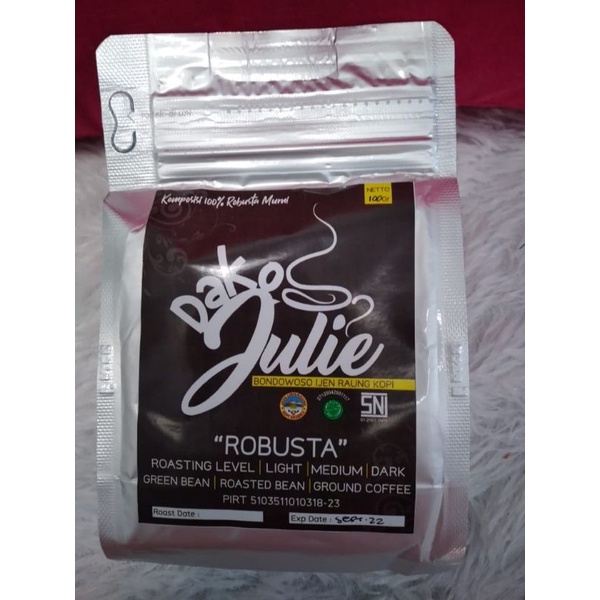 Komposisi 100% Robusta Murni
NETTO
100Gr
Dako
Julie
BONDOWOSO IJEN RAUNG KOPI
SNI
"ROBUSTA"
ROASTING LEVEL | LIGHT | MEDIUM | DARK
GREEN BEAN | ROASTED BEAN | GROUND COFFEE
PIRT 5103511010318-23
Roast Date :
Exp Date : SEPT.22